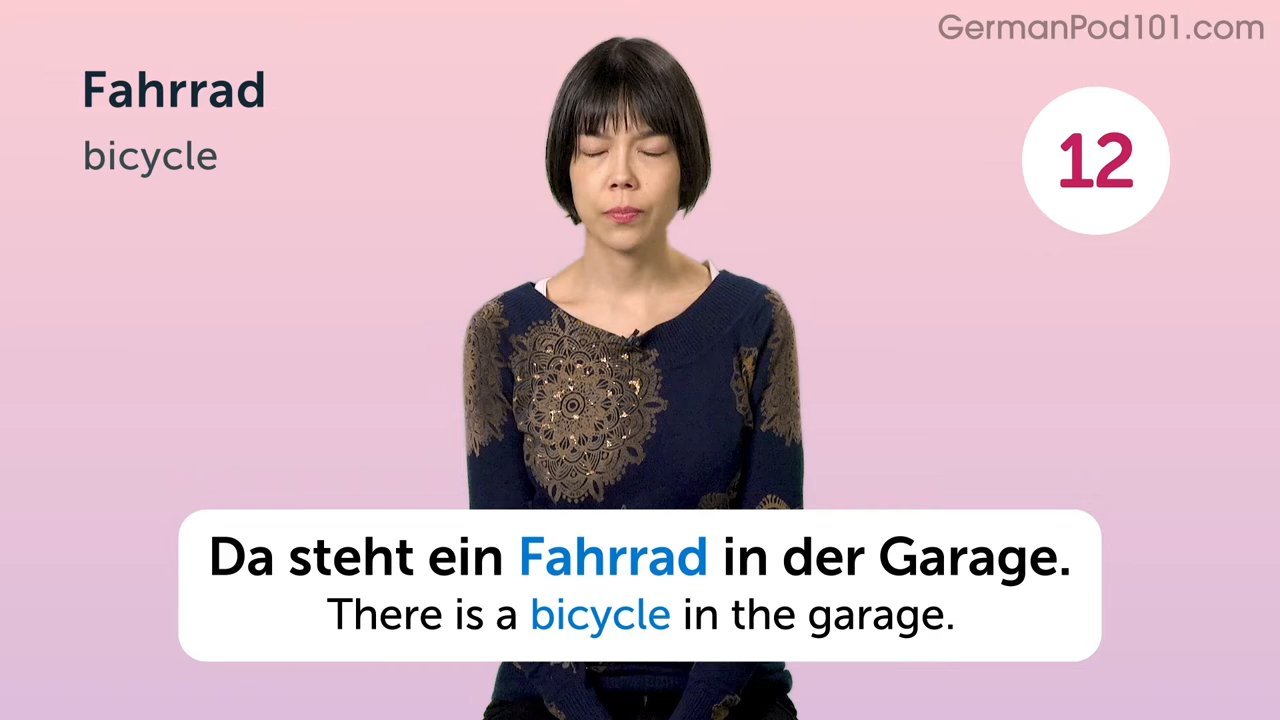 GermanPod101.com
Fahrrad
bicycle
12
Da steht ein Fahrrad in der Garage.
There is a bicycle in the garage.